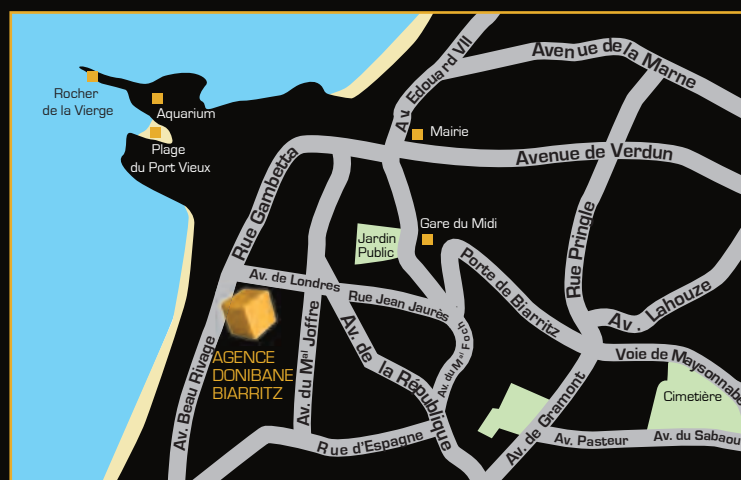 Av. Edouard VII
Avenue de la Marne
Rocher
de la Vierge
Aquarium
Mairie
Plage
du Port Vieux
Avenue de Verdun
Rue Gambetta
Jardin
Public
Gare du Midi
Rue Pringle
Porte de Biarritz
Av. de Londres
Rue Jean Jaurès
Av. Lahouze
Av. du Mal Foch
Av. du Mal Joffre
Av. de la République
AGENCE
DONIBANE
BIARRITZ
Av. Beau Rivage
Voie de Maysonnabe
Cimetière
Av. de Gramont
Rue d'Espagne
Av. Pasteur
Av. du Sabaou